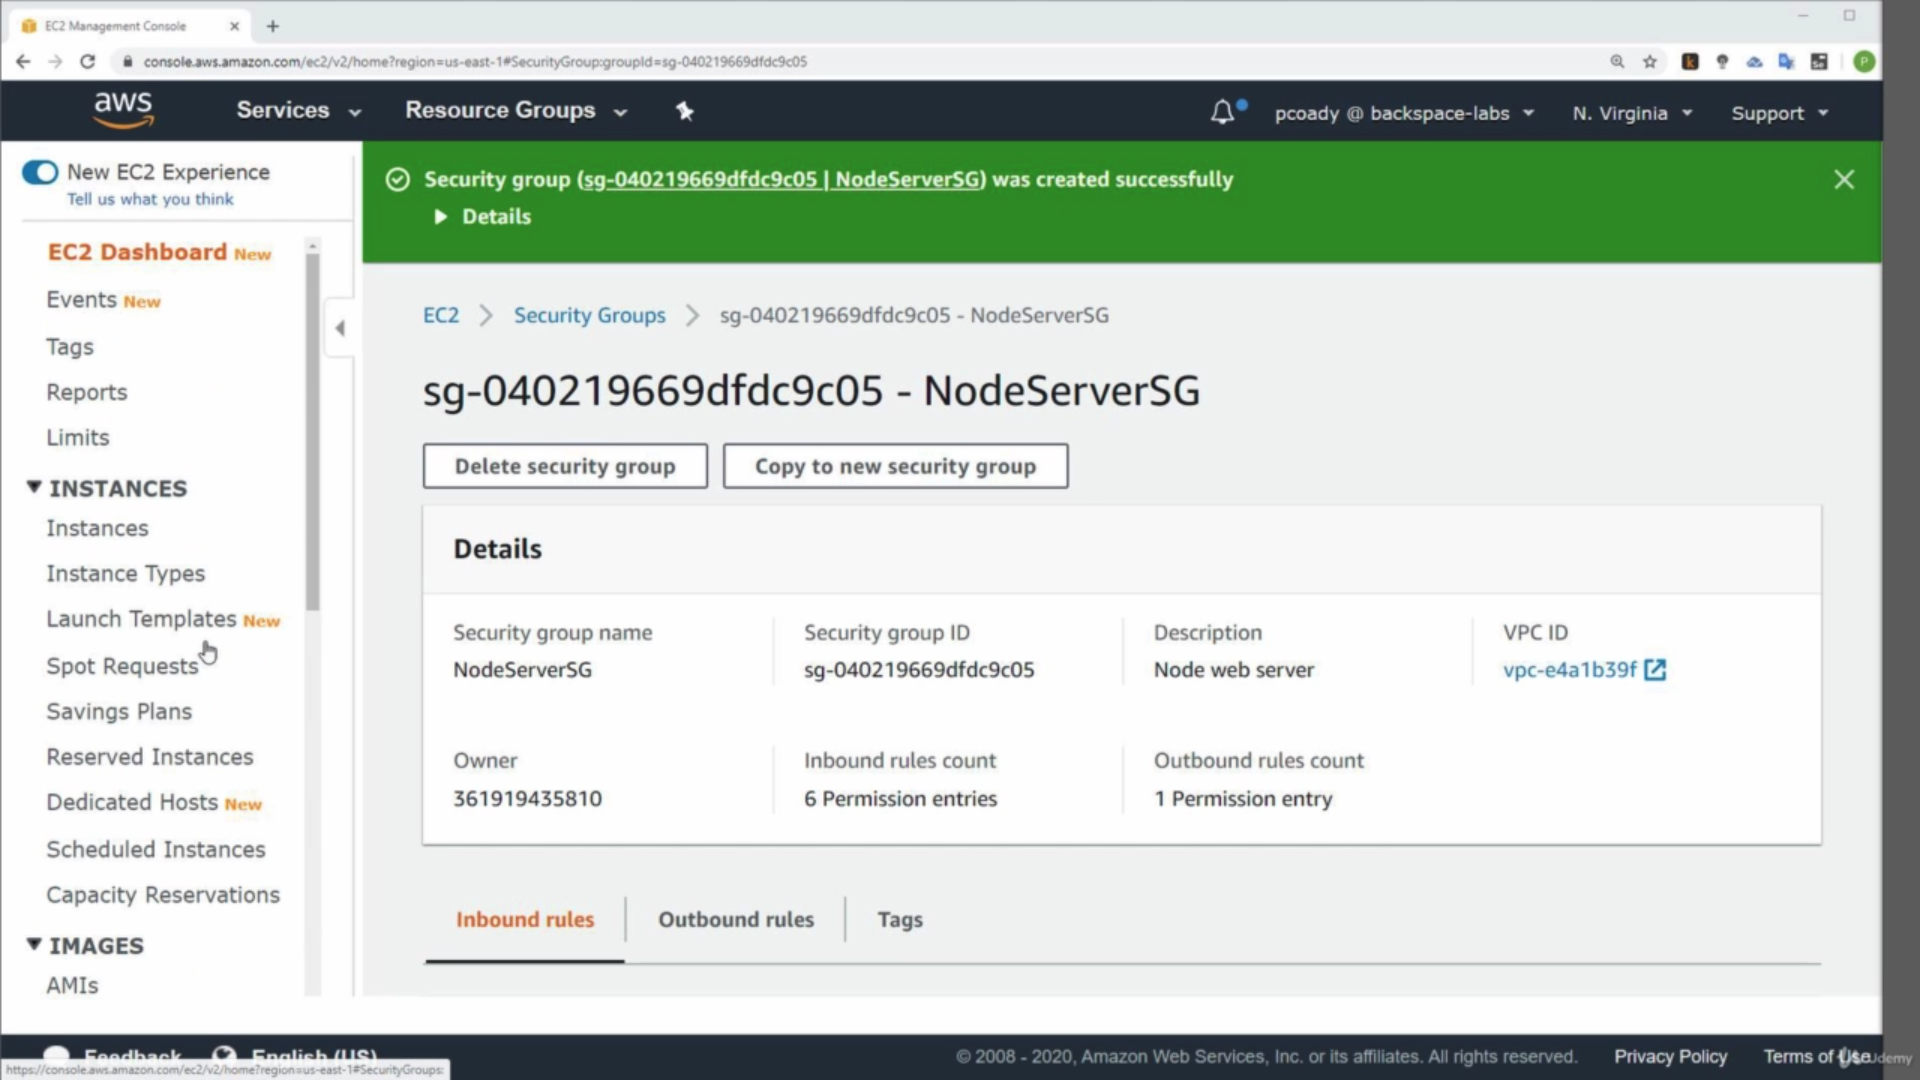 EC2 Management Console
console.aws.amazon.com/ec2/v2/home?region=us-east-1#SecurityGroup:groupId=sg-040219669dfdc9c05
P
aws
Services
Resource Groups
pcoady @ backspace-labs
N. Virginia
Support
New EC2 Experience
Tell us what you think
EC2 Dashboard New
Events New
Tags
Reports
Limits
INSTANCES
Instances
Instance Types
Launch Templates New
Spot Requests
Savings Plans
Reserved Instances
Dedicated Hosts New
Scheduled Instances
Capacity Reservations
IMAGES
AMIs
Security group (sg-040219669dfdc9c05 | NodeServerSG) was created successfully
Details
EC2
Security Groups
sg-040219669dfdc9c05 - NodeServerSG
sg-040219669dfdc9c05 - NodeServerSG
Delete security group
Copy to new security group
Details
Security group name
NodeServerSG
Security group ID
sg-040219669dfdc9c05
Description
Node web server
VPC ID
vpc-e4a1b39f
Owner
361919435810
Inbound rules count
6 Permission entries
Outbound rules count
1 Permission entry
Inbound rules
Outbound rules
Tags
Feedback
English (US)
© 2008 - 2020, Amazon Web Services, Inc. or its affiliates. All rights reserved.
Privacy Policy
Terms of Use
Udemy
https://console.aws.amazon.com/ec2/v2/home?region=us-east-1#SecurityGroups: